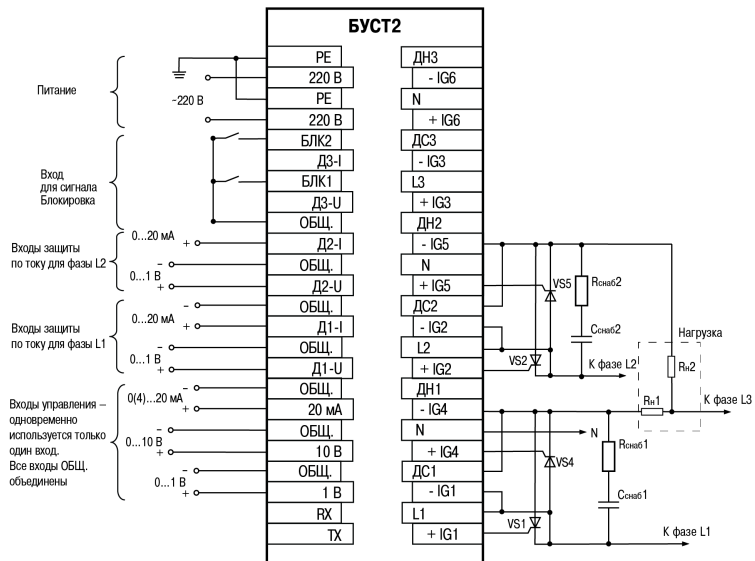 БУСТ2
Питание
~220 В
Вход
для сигнала
Блокировка
Входы защиты
по току для фазы L2
0...20 мА
+
−
0...1 В
+
Входы защиты
по току для фазы L1
−
0...20 мА
+
−
0...1 В
+
Входы управления –
одновременно
используется только
один вход.
Все входы ОБЩ.
объединены
−
0(4)...20 мА
+
−
0...10 В
+
−
0...1 В
+
PE
220 В
PE
220 В
БЛК2
Д3-I
БЛК1
Д3-U
ОБЩ.
Д2-I
ОБЩ.
Д2-U
ОБЩ.
Д1-I
ОБЩ.
Д1-U
ОБЩ.
20 мА
ОБЩ.
10 В
ОБЩ.
1 В
RX
TX
ДН3
- IG6
N
+ IG6
ДС3
- IG3
L3
+ IG3
ДН2
- IG5
N
+ IG5
ДС2
- IG2
L2
+ IG2
ДН1
- IG4
N
+ IG4
ДС1
- IG1
L1
+ IG1
VS5
Rснаб2
Cснаб2
VS2
К фазе L2
Нагрузка
Rн2
Rн1
К фазе L3
N
VS4
Rснаб1
Cснаб1
VS1
К фазе L1